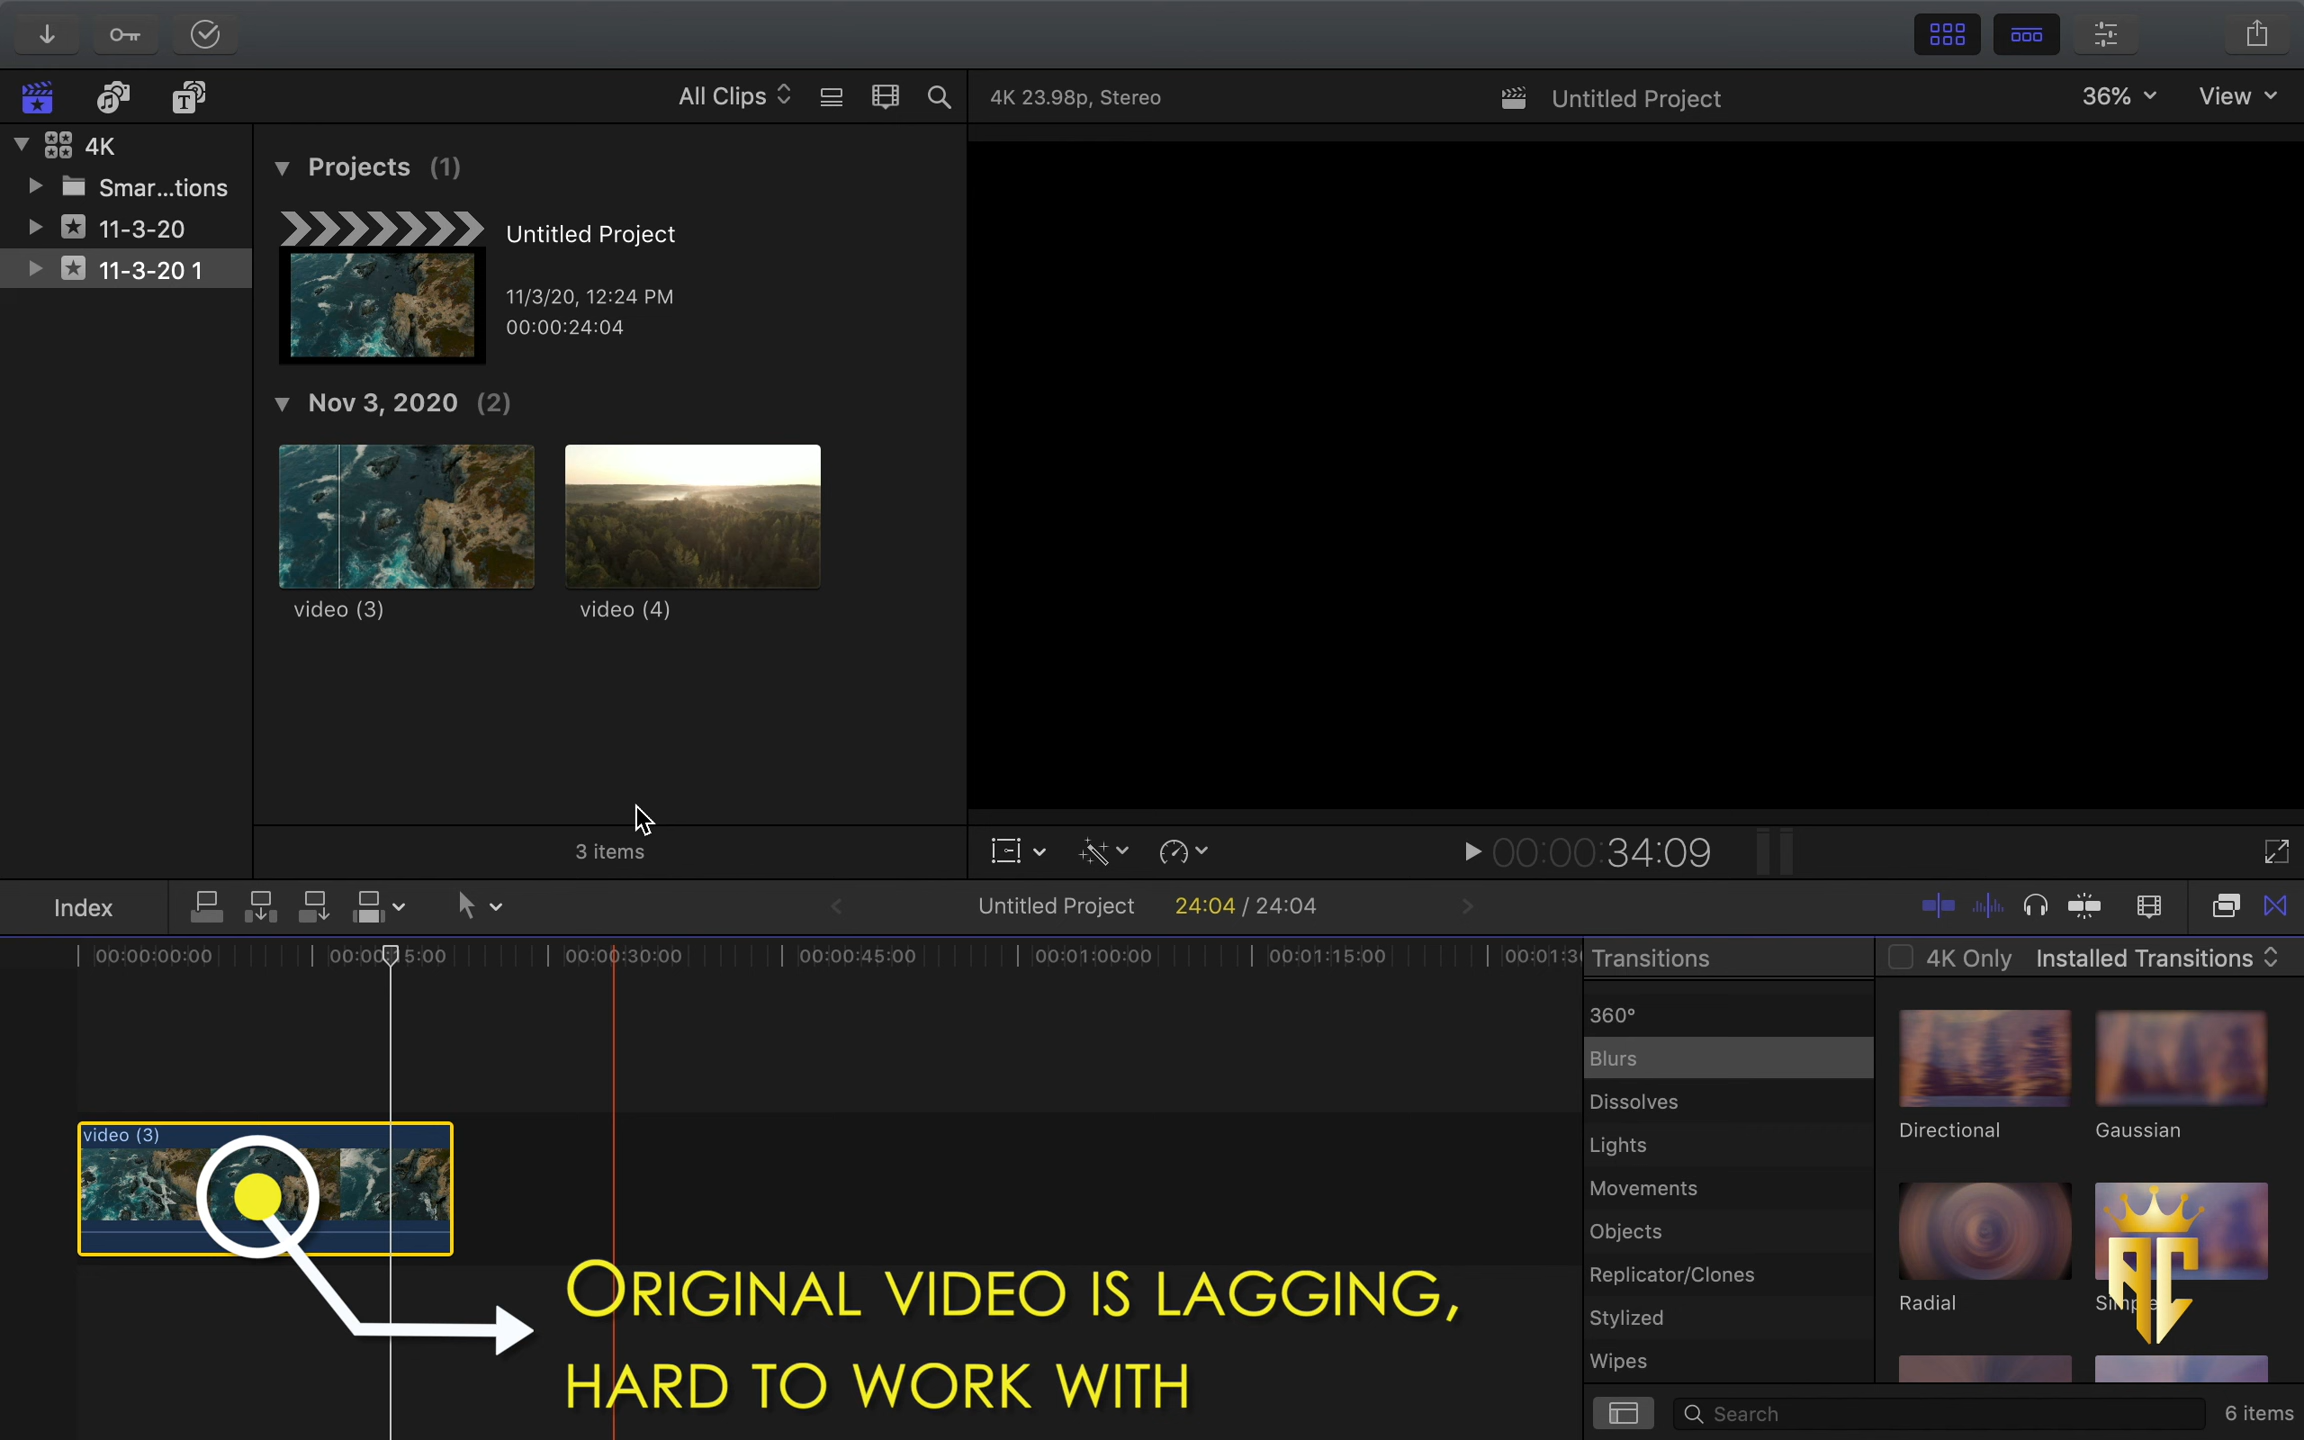 All Clips
4K 23.98p, Stereo
Untitled Project
36%
View
4K
Smar...tions
11-3-20
11-3-20 1
Projects (1)
Untitled Project
11/3/20, 12:24 PM
00:00:24:04
Nov 3, 2020 (2)
video (3)
video (4)
3 items
00:00:34:09
Index
Untitled Project
24:04 / 24:04
00:00:00:00
00:00:15:00
00:00:30:00
00:00:45:00
00:01:00:00
00:01:15:00
Transitions
4K Only
Installed Transitions
360°
Blurs
Dissolves
Lights
Movements
Objects
Replicator/Clones
Stylized
Wipes
Directional
Gaussian
Radial
video (3)
ORIGINAL VIDEO IS LAGGING,
HARD TO WORK WITH
Search
6 items